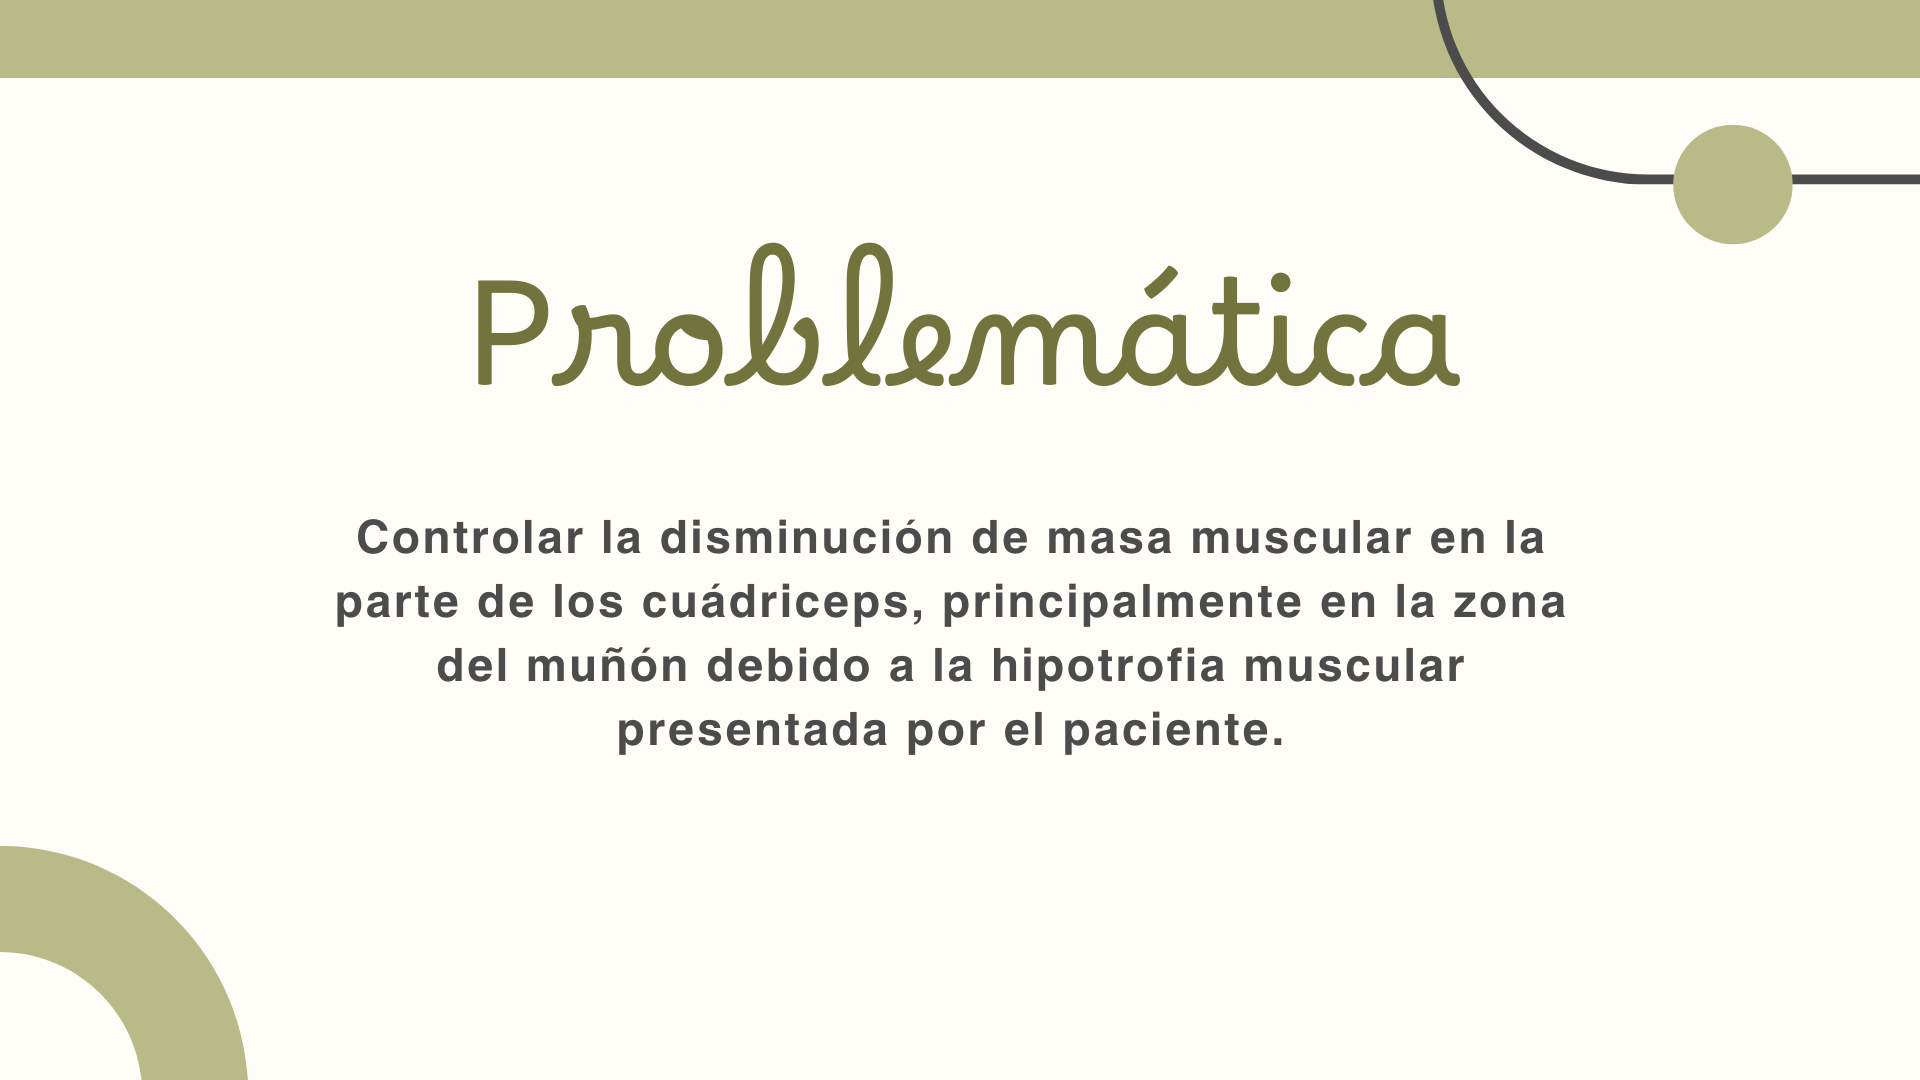 Problemática
Controlar la disminución de masa muscular en la
parte de los cuádriceps, principalmente en la zona
del muñón debido a la hipotrofia muscular
presentada por el paciente.